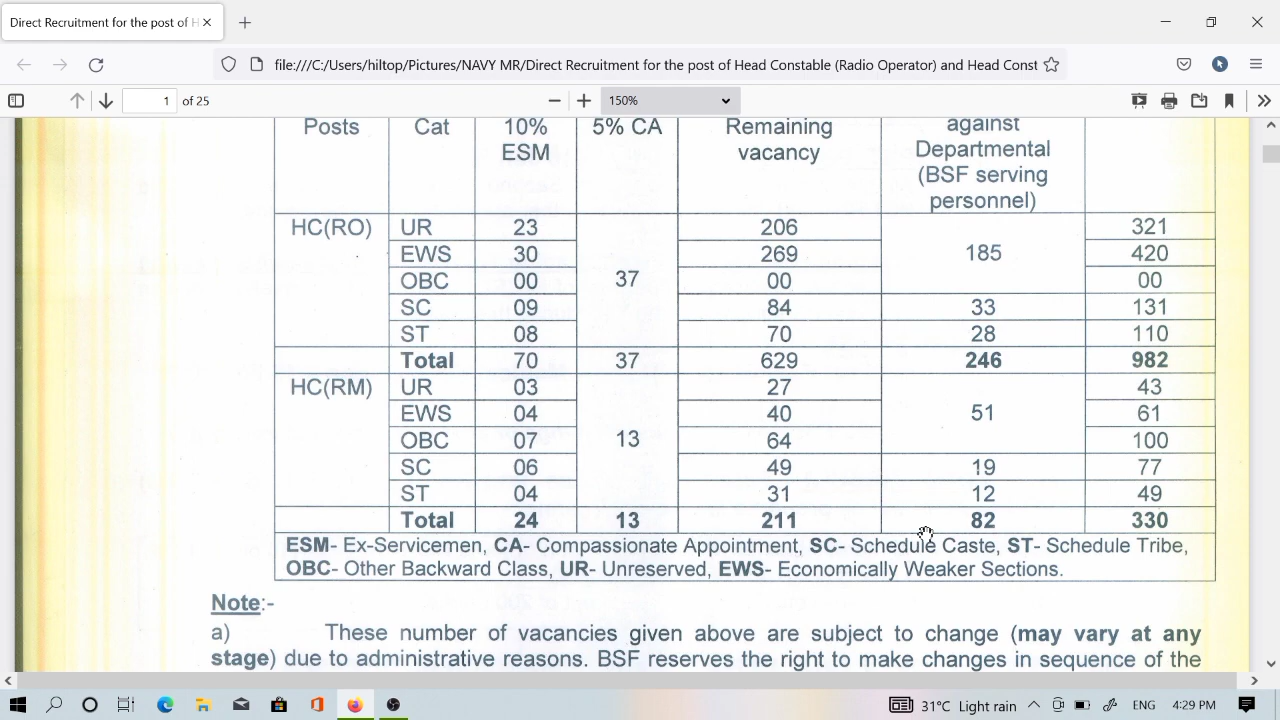 Direct Recruitment for the post of H
file:///C:/Users/hiltop/Pictures/NAVY MR/Direct Recruitment for the post of Head Constable (Radio Operator) and Head Const
1 of 25
150%
Posts Cat 10% 5% CA Remaining against
ESM vacancy Departmental
(BSF serving
personnel)
HC(RO) UR 23 37 206 185 321
EWS 30 269 420
OBC 00 00 00
SC 09 84 33 131
ST 08 70 28 110
Total 70 37 629 246 982
HC(RM) UR 03 13 27 51 43
EWS 04 40 61
OBC 07 64 100
SC 06 49 19 77
ST 04 31 12 49
Total 24 13 211 82 330
ESM- Ex-Servicemen, CA- Compassionate Appointment, SC- Schedule Caste, ST- Schedule Tribe,
OBC- Other Backward Class, UR- Unreserved, EWS- Economically Weaker Sections.
Note:-
a) These number of vacancies given above are subject to change (may vary at any
stage) due to administrative reasons. BSF reserves the right to make changes in sequence of the
31°C Light rain ENG 4:29 PM